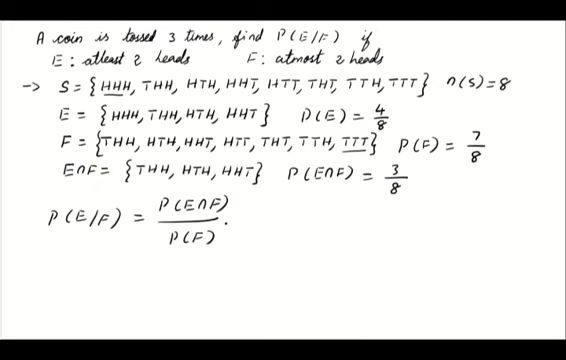 A coin is tossed 3 times, find P(E/F) if
E : atleast 2 heads F : atmost 2 heads
→ S = {HHH, THH, HTH, HHT, HTT, THT, TTH, TTT} n(S)=8
E = {HHH, THH, HTH, HHT} P(E) = 4/8
F = {THH, HTH, HHT, HTT, THT, TTH, TTT} P(F) = 7/8
E∩F = {THH, HTH, HHT} P(E∩F) = 3/8
P(E/F) = P(E∩F)/P(F) .